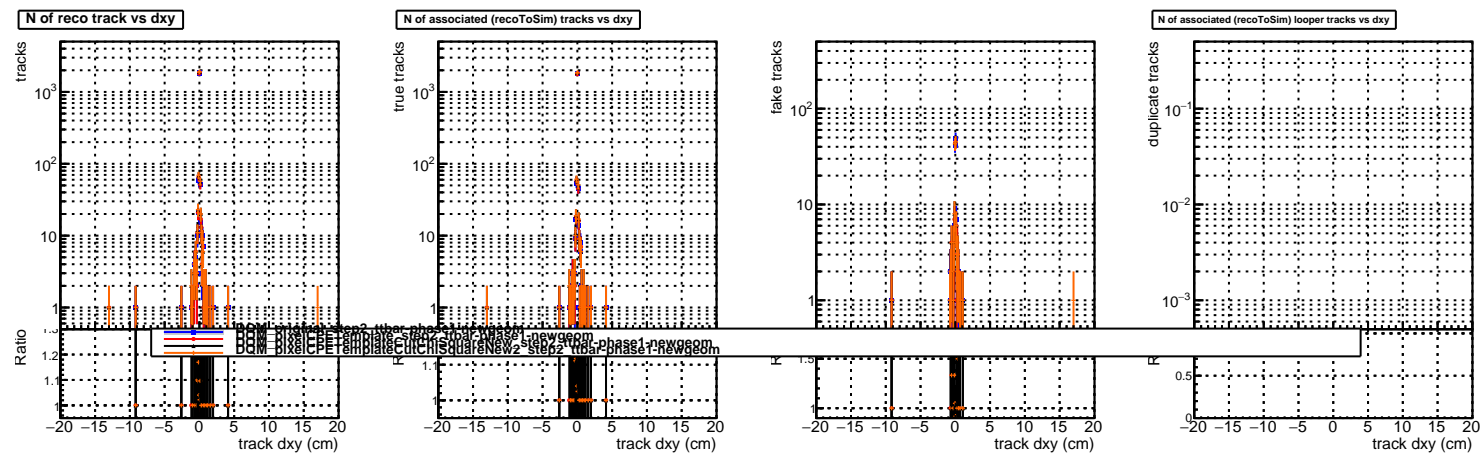 N of reco track vs dxy
N of associated (recoToSim) tracks vs dxy
N of associated (recoToSim) looper tracks vs dxy
tracks
10³
10²
10
1
true tracks
10³
10²
10
1
fake tracks
10²
10
1
duplicate tracks
10⁻¹
10⁻²
10⁻³
DQM_original_step2_ttbar-phase1-newgeom
DQM_pixelCPETemplateCutChiSquareNew2_step2_ttbar-phase1-newgeom
Ratio
1.2
1.1
1
1.1
1
1
0.5
0
−20 −15 −10 −5 0 5 10 15 20
track dxy (cm)
−20 −15 −10 −5 0 5 10 15 20
track dxy (cm)
−20 −15 −10 −5 0 5 10 15 20
track dxy (cm)
−20 −15 −10 −5 0 5 10 15 20
track dxy (cm)